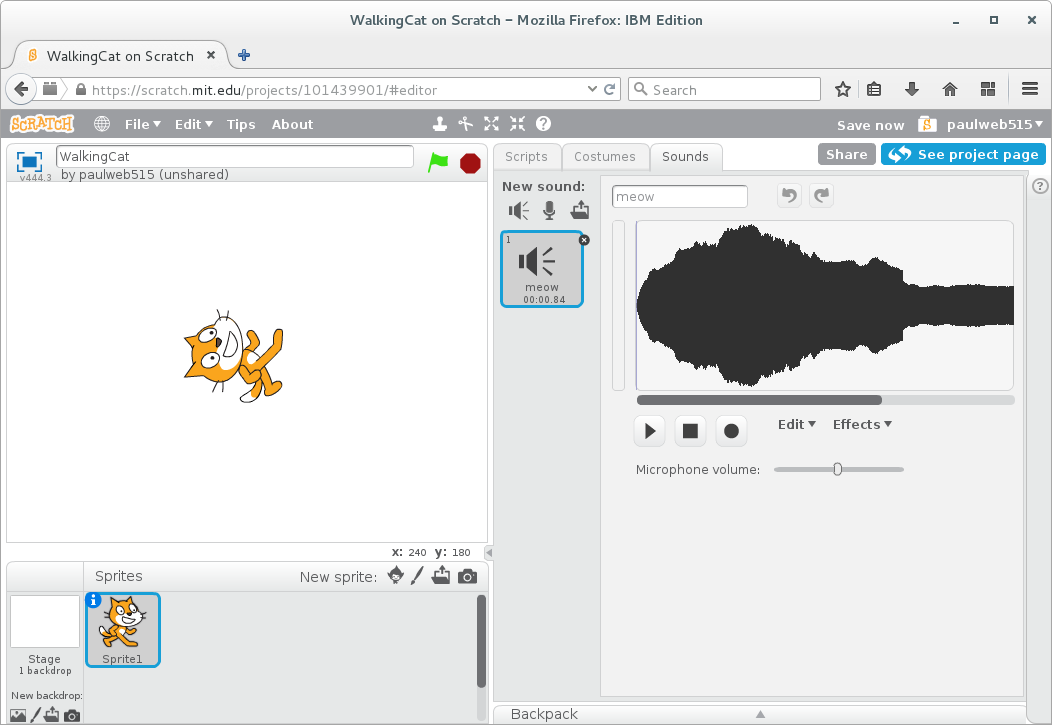 WalkingCat on Scratch – Mozilla Firefox: IBM Edition
WalkingCat on Scratch
https://scratch.mit.edu/projects/101439901/#editor
Search
SCRATCH
File
Edit
Tips
About
Save now
paulweb515
WalkingCat
by paulweb515 (unshared)
v444.3
Scripts
Costumes
Sounds
Share
See project page
New sound:
1
meow
00:00.84
meow
Edit
Effects
Microphone volume:
x: 240 y: 180
Sprites
New sprite:
Stage
1 backdrop
New backdrop:
Sprite1
Backpack